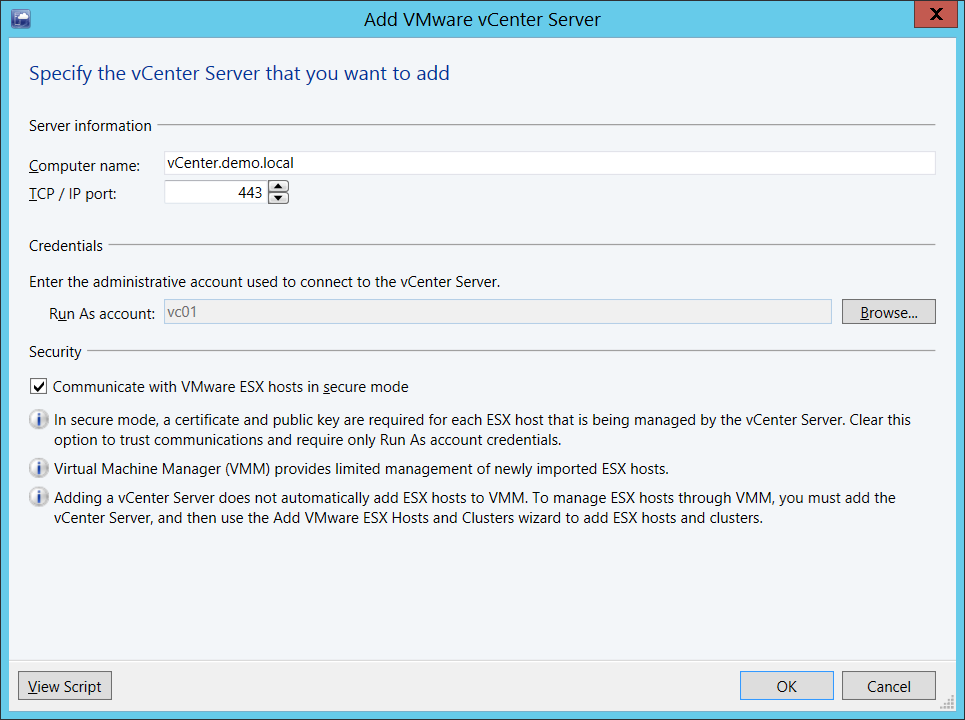 Add VMware vCenter Server
X
Specify the vCenter Server that you want to add
Server information
Computer name: vCenter.demo.local
TCP / IP port: 443
Credentials
Enter the administrative account used to connect to the vCenter Server.
Run As account: vc01 Browse...
Security
Communicate with VMware ESX hosts in secure mode
In secure mode, a certificate and public key are required for each ESX host that is being managed by the vCenter Server. Clear this
option to trust communications and require only Run As account credentials.
Virtual Machine Manager (VMM) provides limited management of newly imported ESX hosts.
Adding a vCenter Server does not automatically add ESX hosts to VMM. To manage ESX hosts through VMM, you must add the
vCenter Server, and then use the Add VMware ESX Hosts and Clusters wizard to add ESX hosts and clusters.
View Script OK Cancel